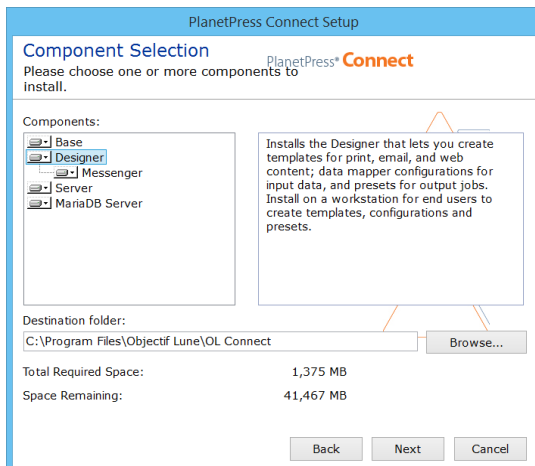 PlanetPress Connect Setup
Component Selection
PlanetPress® Connect
Please choose one or more components to
install.
Components:
Base
Designer
Messenger
Server
MariaDB Server
Installs the Designer that lets you create
templates for print, email, and web
content; data mapper configurations for
input data, and presets for output jobs.
Install on a workstation for end users to
create templates, configurations and
presets.
Destination folder:
C:\Program Files\Objectif Lune\OL Connect
Browse...
Total Required Space: 1,375 MB
Space Remaining: 41,467 MB
Back Next Cancel